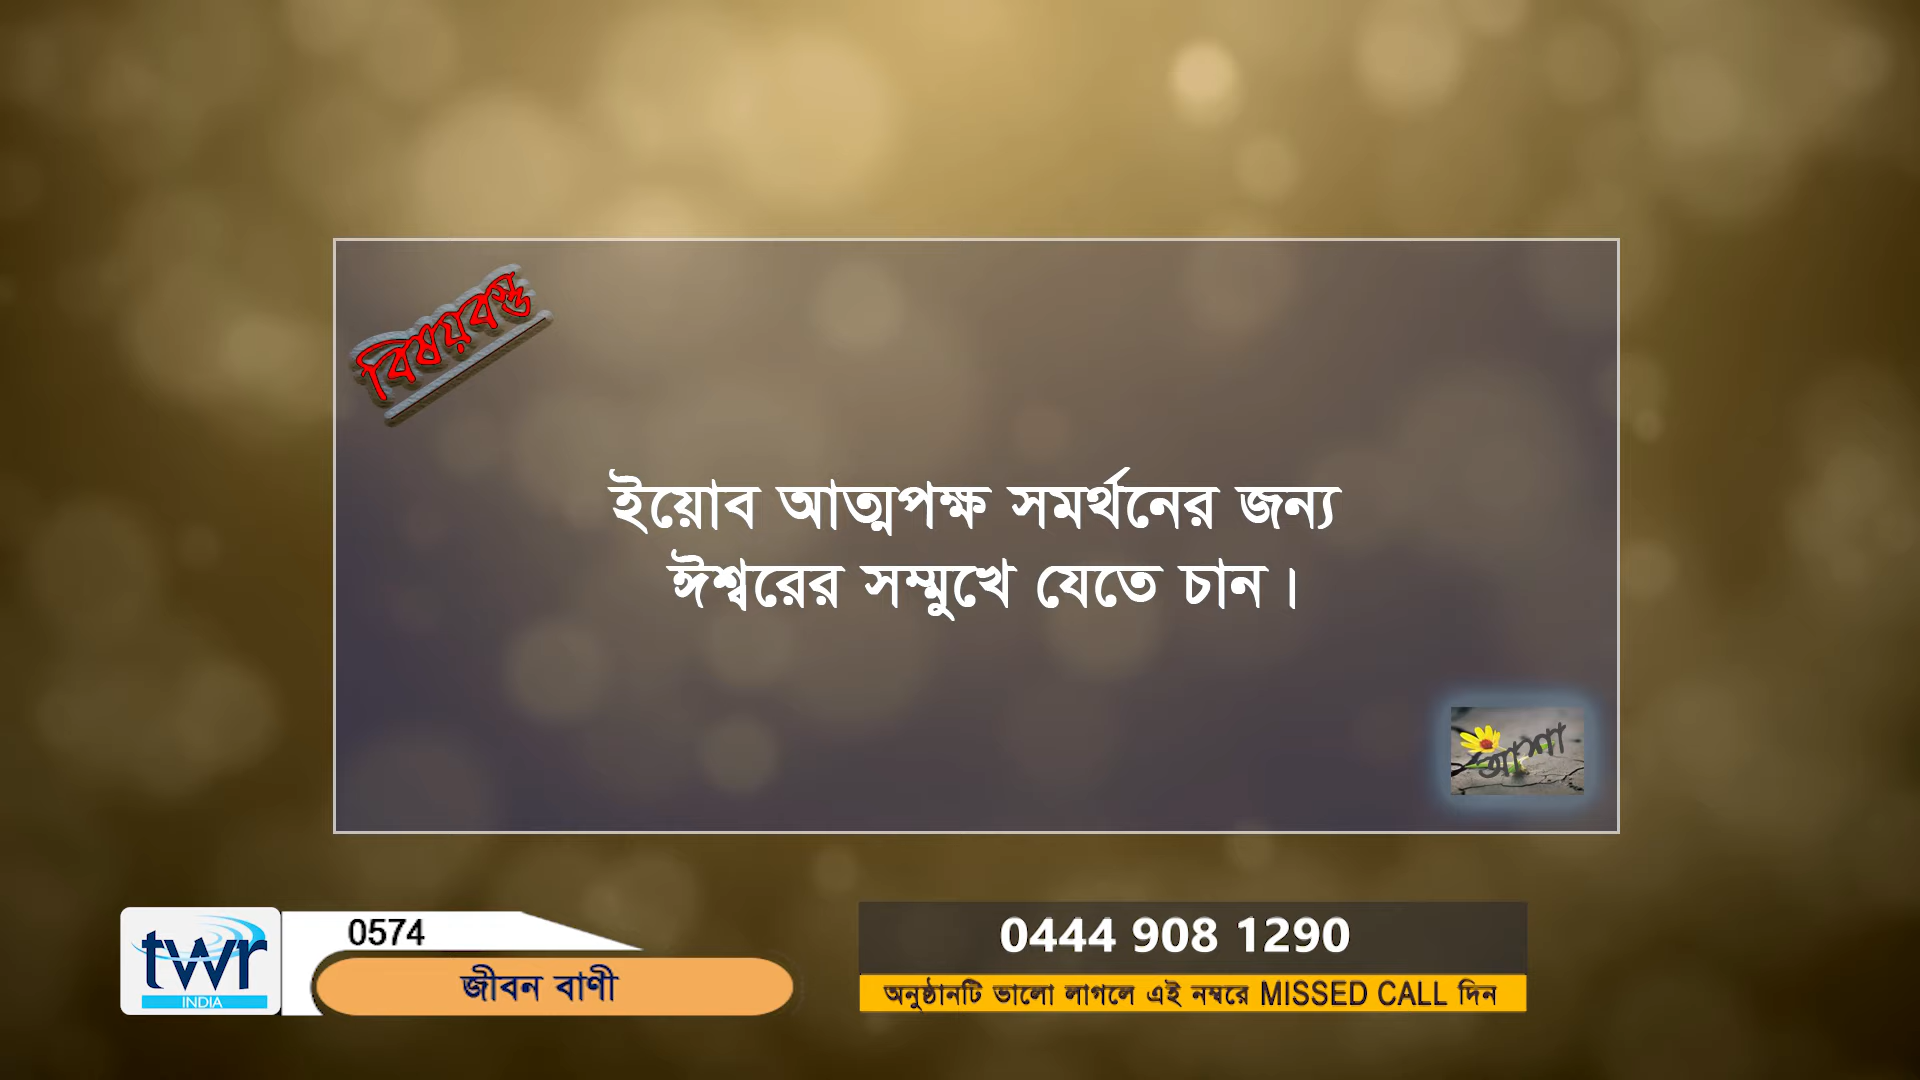 বিষয়বস্তু
ইয়োব আত্মপক্ষ সমর্থনের জন্য
ঈশ্বরের সম্মুখে যেতে চান।
আশা
twr
INDIA
0574
জীবন বাণী
0444 908 1290
অনুষ্ঠানটি ভালো লাগলে এই নম্বরে MISSED CALL দিন